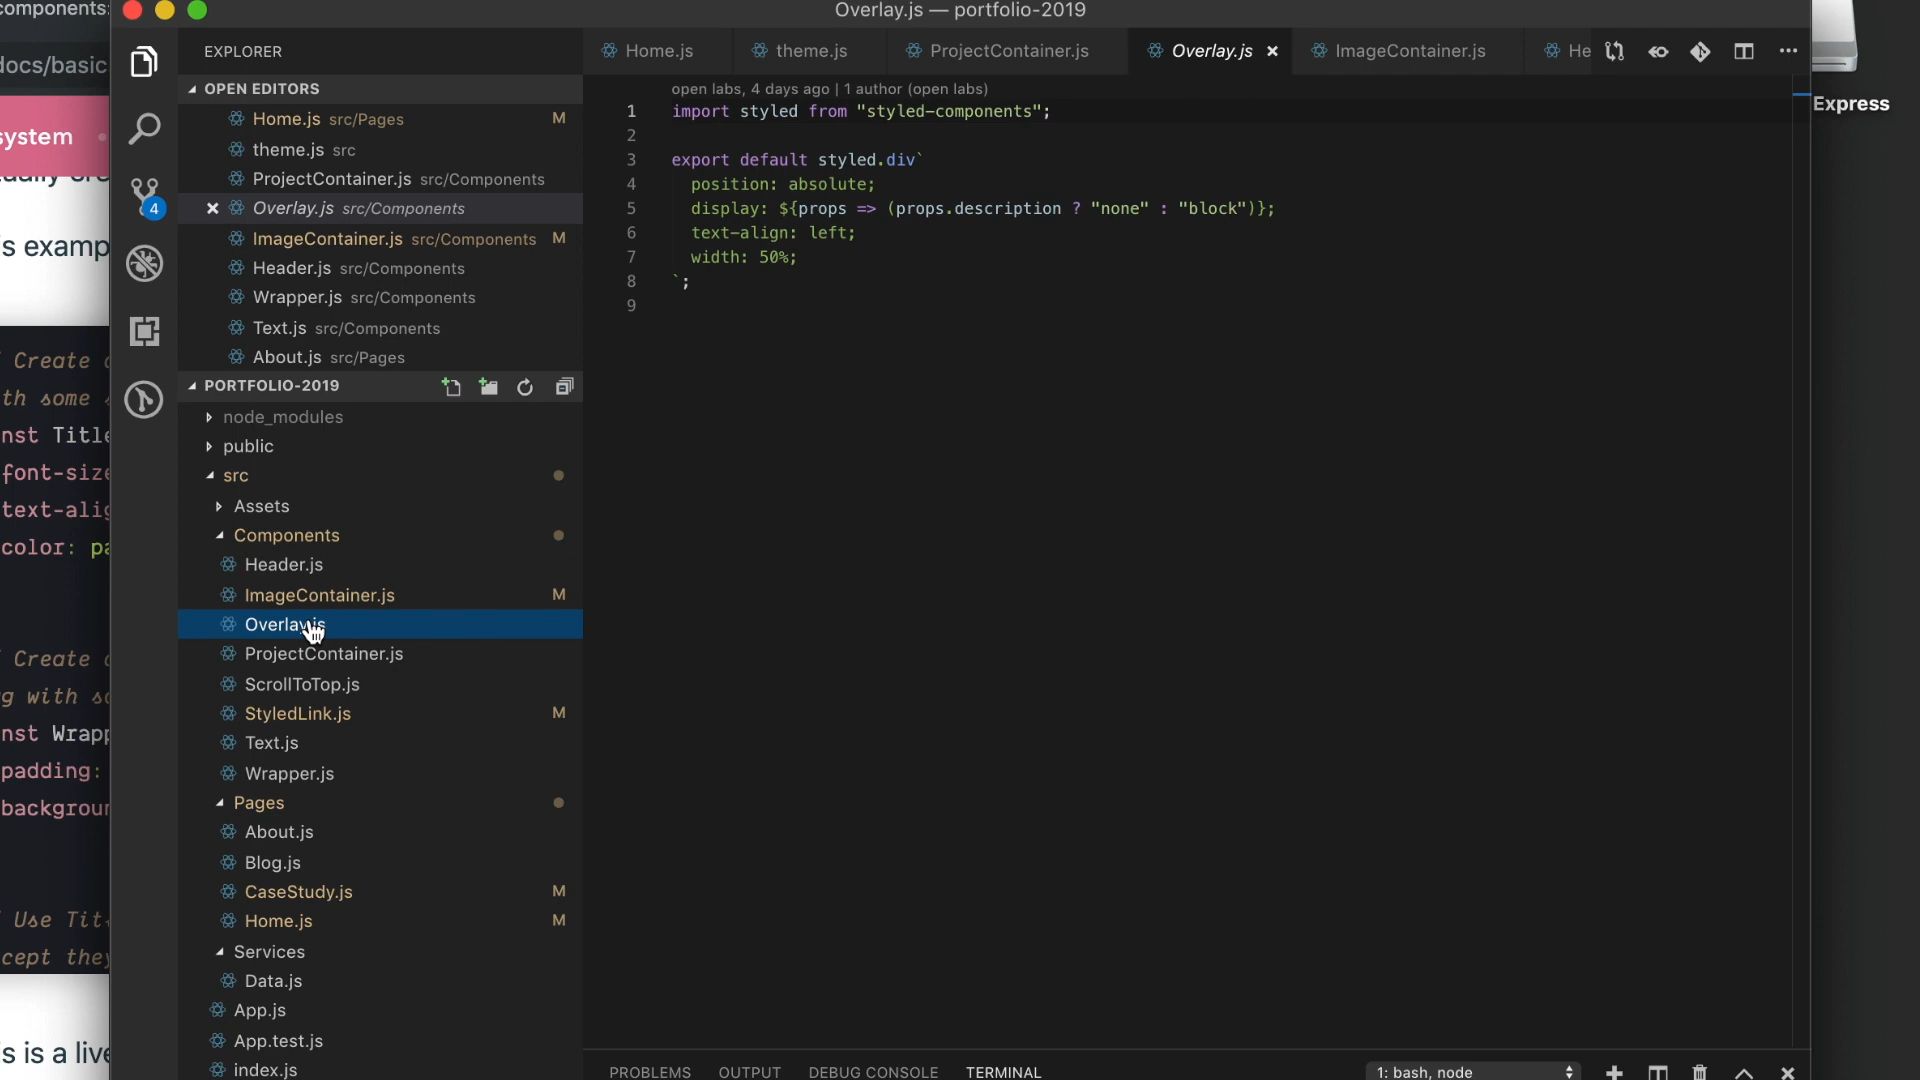 components:
docs/basic
system
s examp
Create
th some
nst Title
font-size
text-alig
color: pa
Create
g with so
nst Wrapp
padding:
backgroun
Use Tit
cept they
s is a live
Overlay.js — portfolio-2019
EXPLORER
OPEN EDITORS
Home.js src/Pages M
theme.js src
ProjectContainer.js src/Components
Overlay.js src/Components
ImageContainer.js src/Components M
Header.js src/Components
Wrapper.js src/Components
Text.js src/Components
About.js src/Pages
4
PORTFOLIO-2019
node_modules
public
src
Assets
Components
Header.js
ImageContainer.js M
Overlay.js
ProjectContainer.js
ScrollToTop.js
StyledLink.js M
Text.js
Wrapper.js
Pages
About.js
Blog.js
CaseStudy.js M
Home.js M
Services
Data.js
App.js
App.test.js
index.js
Home.js theme.js ProjectContainer.js Overlay.js ImageContainer.js He
open labs, 4 days ago | 1 author (open labs)
1 import styled from "styled-components";
2
3 export default styled.div`
4 position: absolute;
5 display: ${props => (props.description ? "none" : "block")};
6 text-align: left;
7 width: 50%;
8 `;
9
PROBLEMS OUTPUT DEBUG CONSOLE TERMINAL 1: bash, node
Express